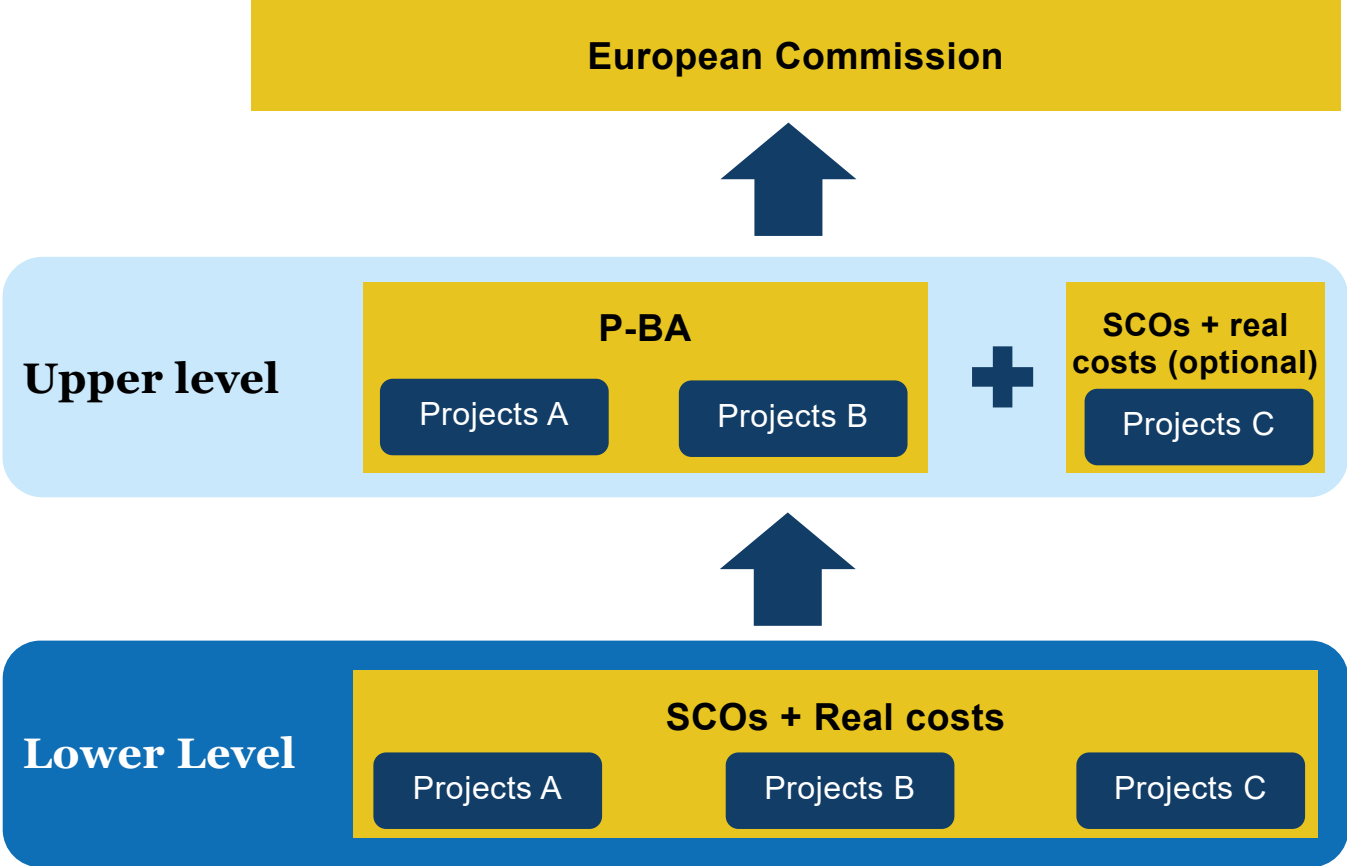 European Commission
Upper level
P-BA
Projects A
Projects B
SCOs + real
costs (optional)
Projects C
Lower Level
SCOs + Real costs
Projects A
Projects B
Projects C